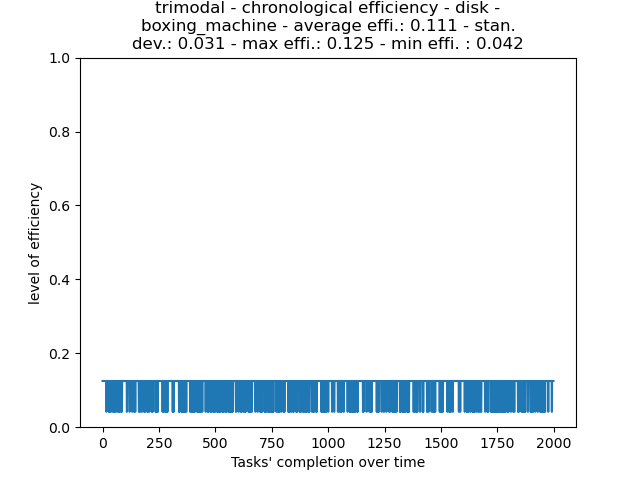 trimodal - chronological efficiency - disk -
boxing_machine - average effi.: 0.111 - stan.
dev.: 0.031 - max effi.: 0.125 - min effi. : 0.042
1.0
0.8
0.6
0.4
0.2
0.0
level of efficiency
0 250 500 750 1000 1250 1500 1750 2000
Tasks' completion over time